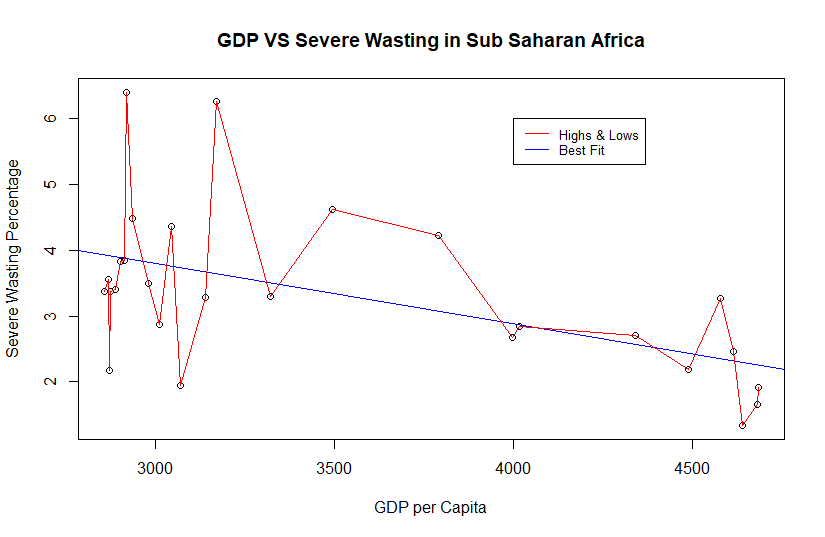 GDP VS Severe Wasting in Sub Saharan Africa
Severe Wasting Percentage
6
5
4
3
2
Highs & Lows
Best Fit
3000 3500 4000 4500
GDP per Capita